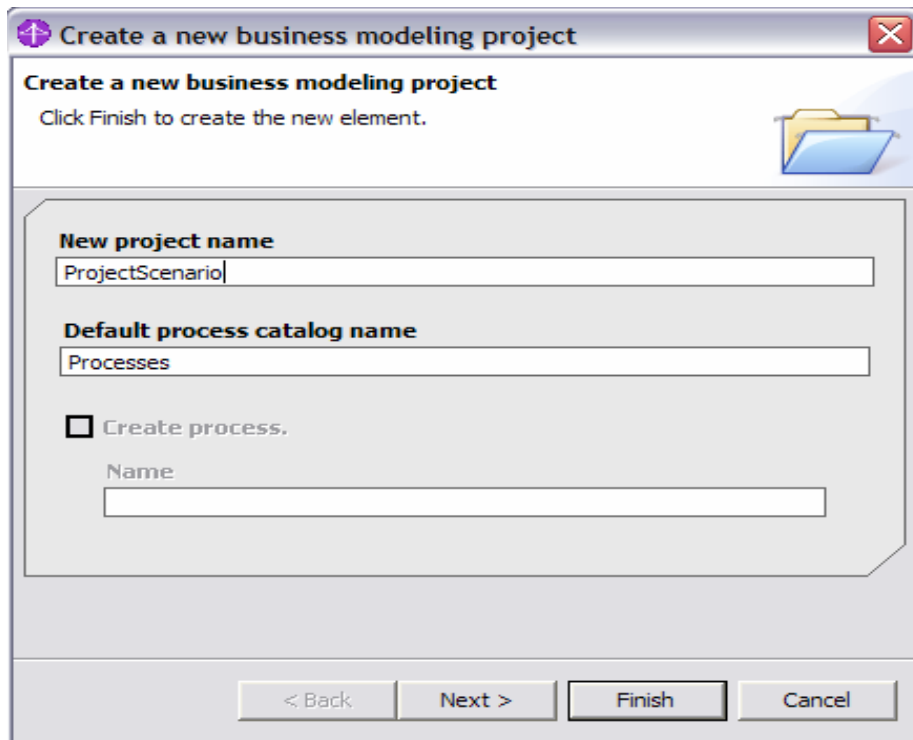 Create a new business modeling project
Create a new business modeling project
Click Finish to create the new element.
New project name
ProjectScenario
Default process catalog name
Processes
Create process.
Name
< Back
Next >
Finish
Cancel